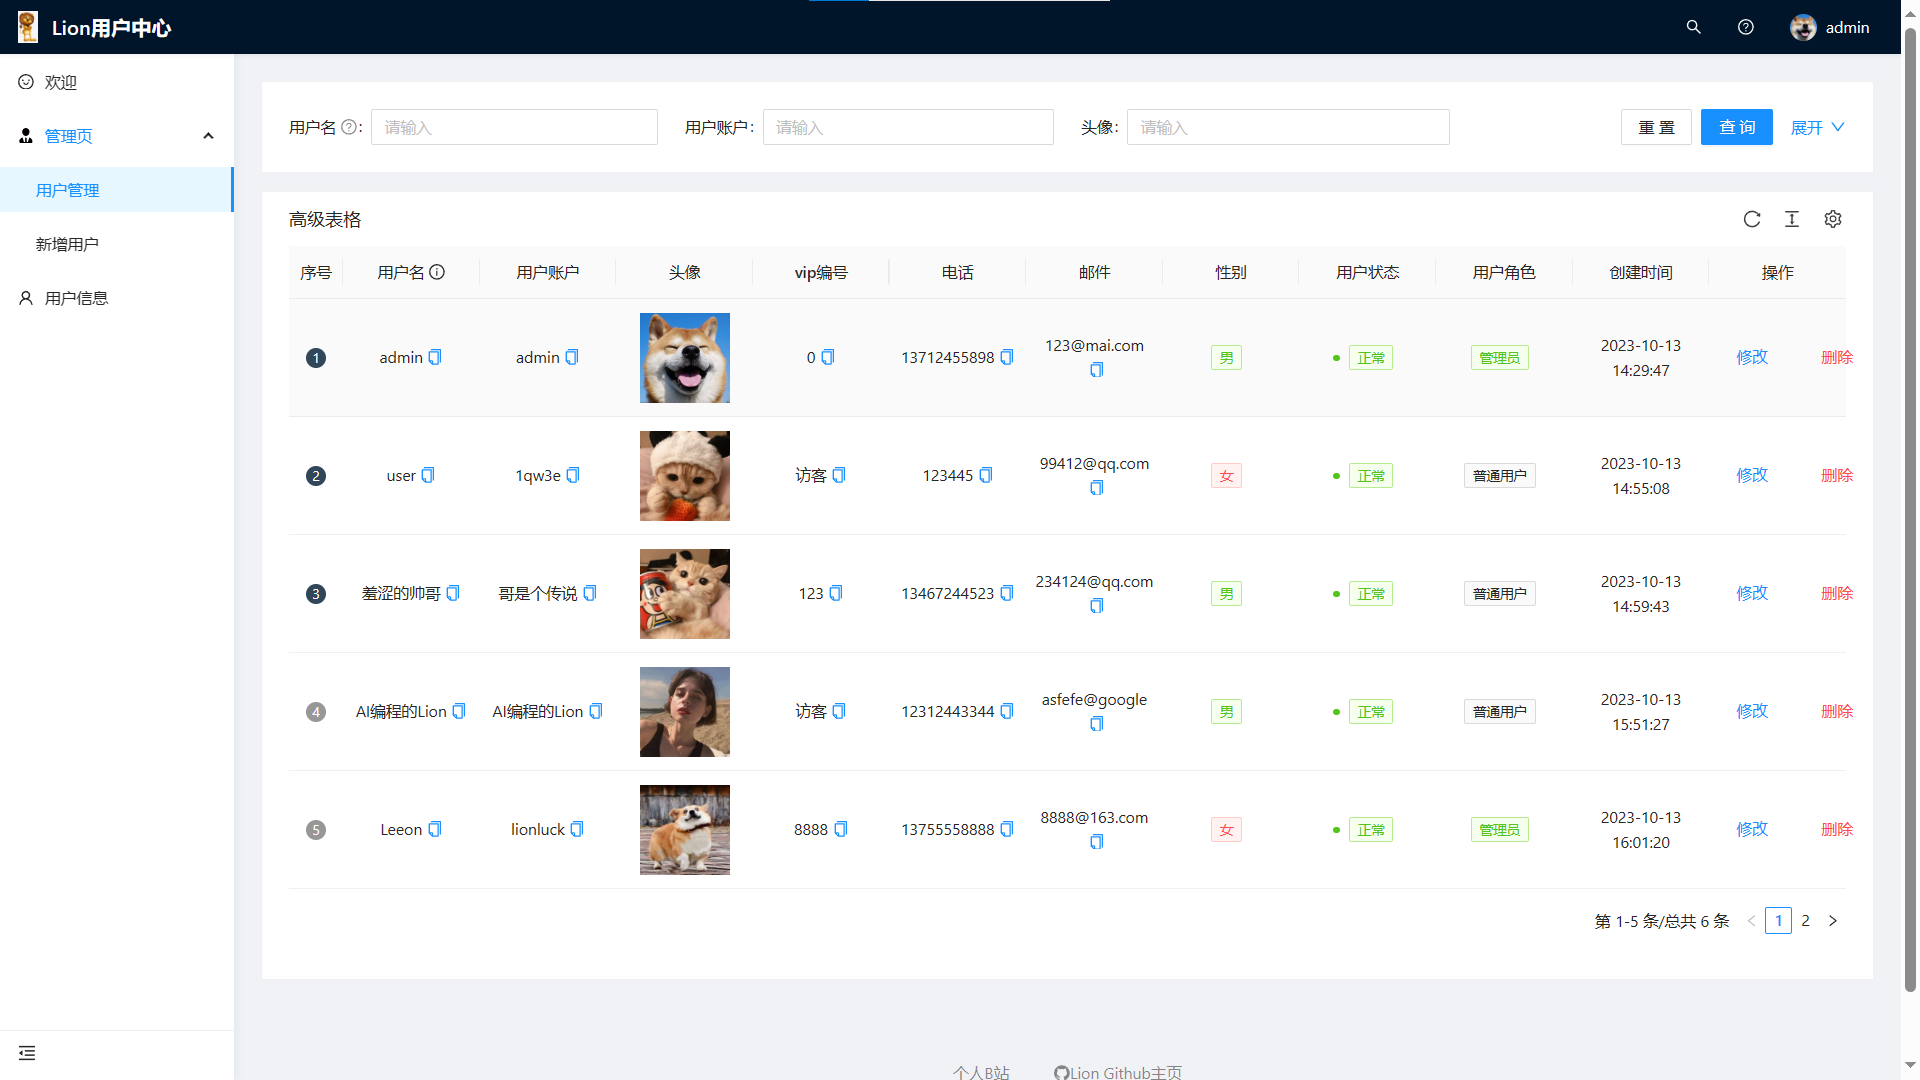 Lion用户中心
admin
欢迎
管理页
用户管理
新增用户
用户信息
用户名 : 请输入
用户账户: 请输入
头像: 请输入
重 置 查 询 展开
高级表格
序号 用户名 用户账户 头像 vip编号 电话 邮件 性别 用户状态 用户角色 创建时间 操作
1 admin admin 0 13712455898 123@mai.com 男 正常 管理员 2023-10-13 14:29:47 修改 删除
2 user 1qw3e 访客 123445 99412@qq.com 女 正常 普通用户 2023-10-13 14:55:08 修改 删除
3 羞涩的帅哥 哥是个传说 123 13467244523 234124@qq.com 男 正常 普通用户 2023-10-13 14:59:43 修改 删除
4 AI编程的Lion AI编程的Lion 访客 12312443344 asfefe@google 男 正常 普通用户 2023-10-13 15:51:27 修改 删除
5 Leeon lionluck 8888 13755558888 8888@163.com 女 正常 管理员 2023-10-13 16:01:20 修改 删除
第 1-5 条/总共 6 条 1 2
个人B站 Lion Github主页